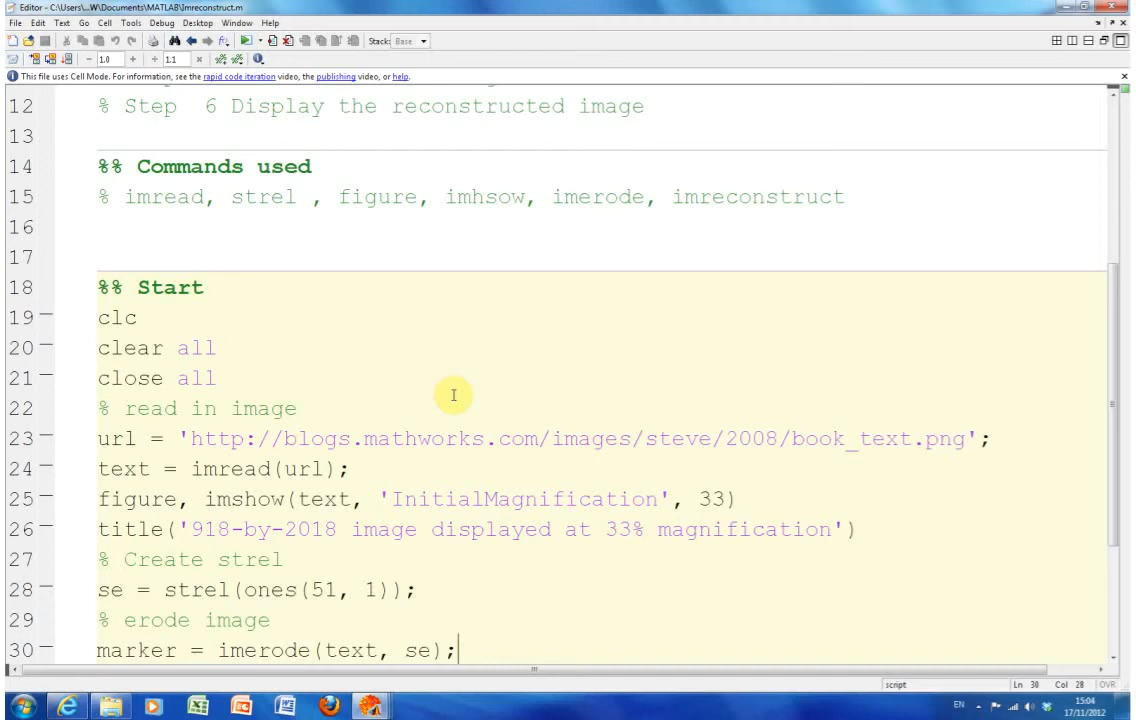 Editor - C:\Users\...W\Documents\MATLAB\Imreconstruct.m
File Edit Text Go Cell Tools Debug Desktop Window Help
Stack: Base
1.0 1.1
This file uses Cell Mode. For information, see the rapid code iteration video, the publishing video, or help.
12 % Step 6 Display the reconstructed image
13
14 %% Commands used
15 % imread, strel , figure, imhsow, imerode, imreconstruct
16
17
18 %% Start
19 clc
20 clear all
21 close all
22 % read in image
23 url = 'http://blogs.mathworks.com/images/steve/2008/book_text.png';
24 text = imread(url);
25 figure, imshow(text, 'InitialMagnification', 33)
26 title('918-by-2018 image displayed at 33% magnification')
27 % Create strel
28 se = strel(ones(51, 1));
29 % erode image
30 marker = imerode(text, se);
script Ln 30 Col 28 OVR
EN 15:04
17/11/2012